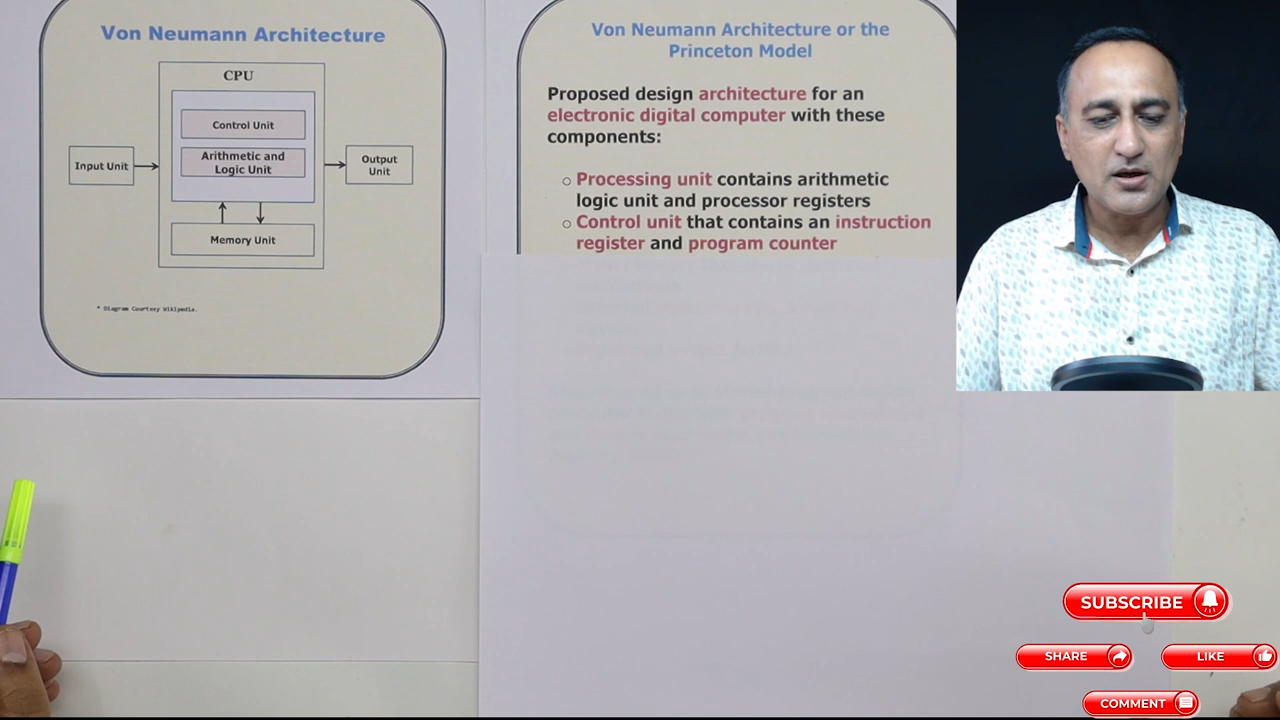 Von Neumann Architecture
CPU
Control Unit
Arithmetic and
Logic Unit
Input Unit
Output
Unit
Memory Unit
* Diagram Courtesy Wikipedia.
Von Neumann Architecture or the
Princeton Model
Proposed design architecture for an
electronic digital computer with these
components:
○ Processing unit contains arithmetic
logic unit and processor registers
○ Control unit that contains an instruction
register and program counter
SUBSCRIBE
SHARE
LIKE
COMMENT